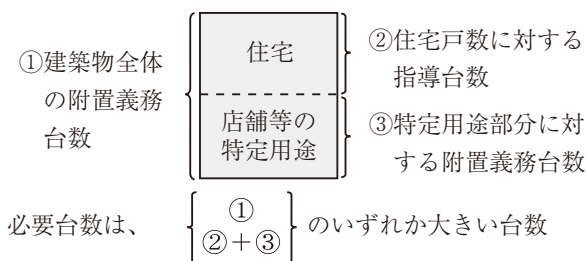 ①建築物全体
の附置義務
台数
住宅
店舗等の
特定用途
②住宅戸数に対する
指導台数
③特定用途部分に対
する附置義務台数
必要台数は、
①
②+③
のいずれか大きい台数